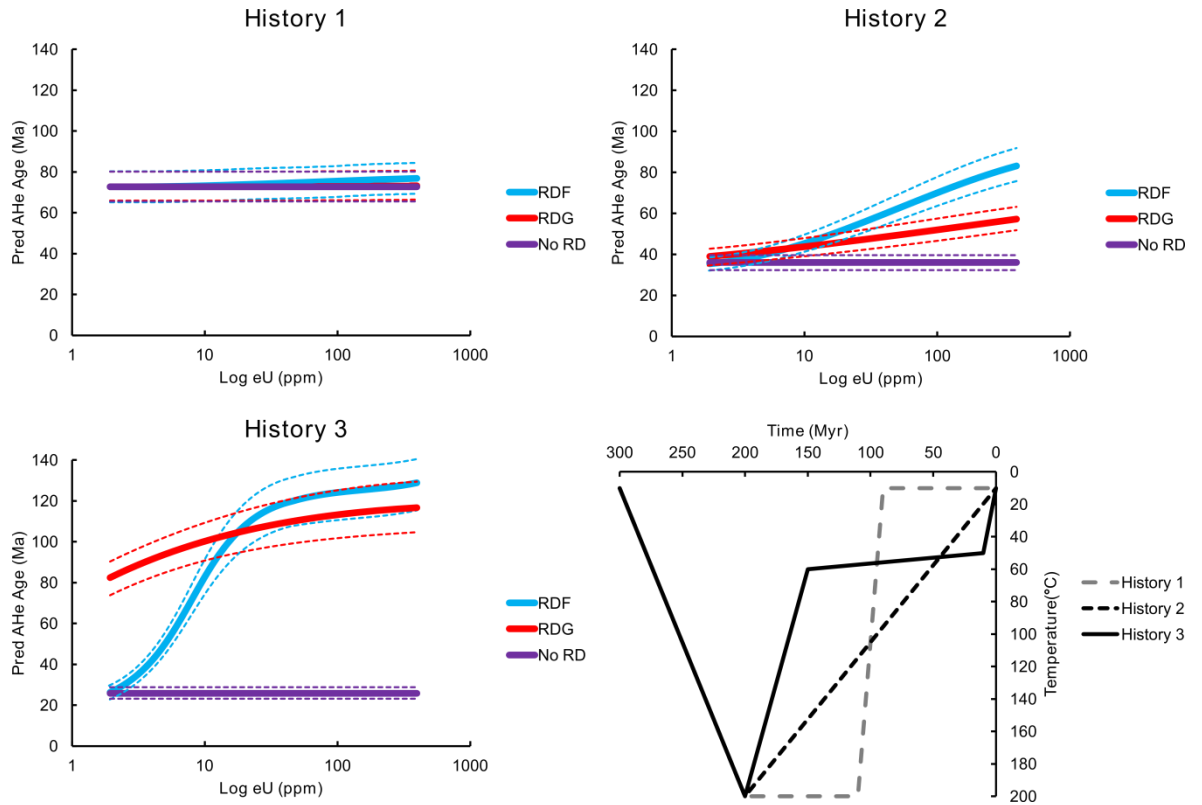 History 1
140
120
100
80
60
40
20
0
Pred AHe Age (Ma)
1 10 100 1000
Log eU (ppm)
RDF
RDG
No RD
History 2
140
120
100
80
60
40
20
0
Pred AHe Age (Ma)
1 10 100 1000
Log eU (ppm)
RDF
RDG
No RD
History 3
140
120
100
80
60
40
20
0
Pred AHe Age (Ma)
1 10 100 1000
Log eU (ppm)
RDF
RDG
No RD
Time (Myr)
300 250 200 150 100 50 0
0
20
40
60
80
100
120
140
160
180
200
Temperature(°C)
History 1
History 2
History 3